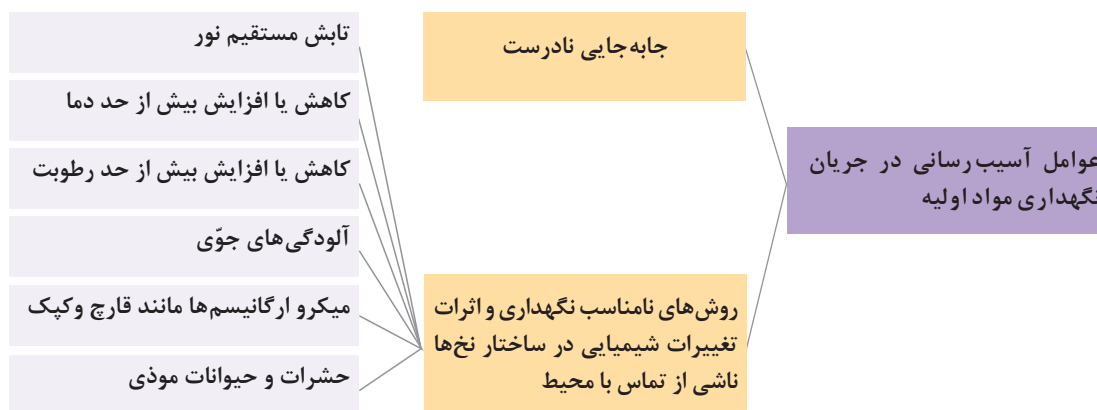 عوامل آسیب‌رسانی در جریان
نگهداری مواد اولیه
جابه‌جایی نادرست
روش‌های نامناسب نگهداری و اثرات
تغییرات شیمیایی در ساختار نخ‌ها
ناشی از تماس با محیط
تابش مستقیم نور
کاهش یا افزایش بیش از حد دما
کاهش یا افزایش بیش از حد رطوبت
آلودگی‌های جوّی
میکرو ارگانیسم‌ها مانند قارچ وکپک
حشرات و حیوانات موذی